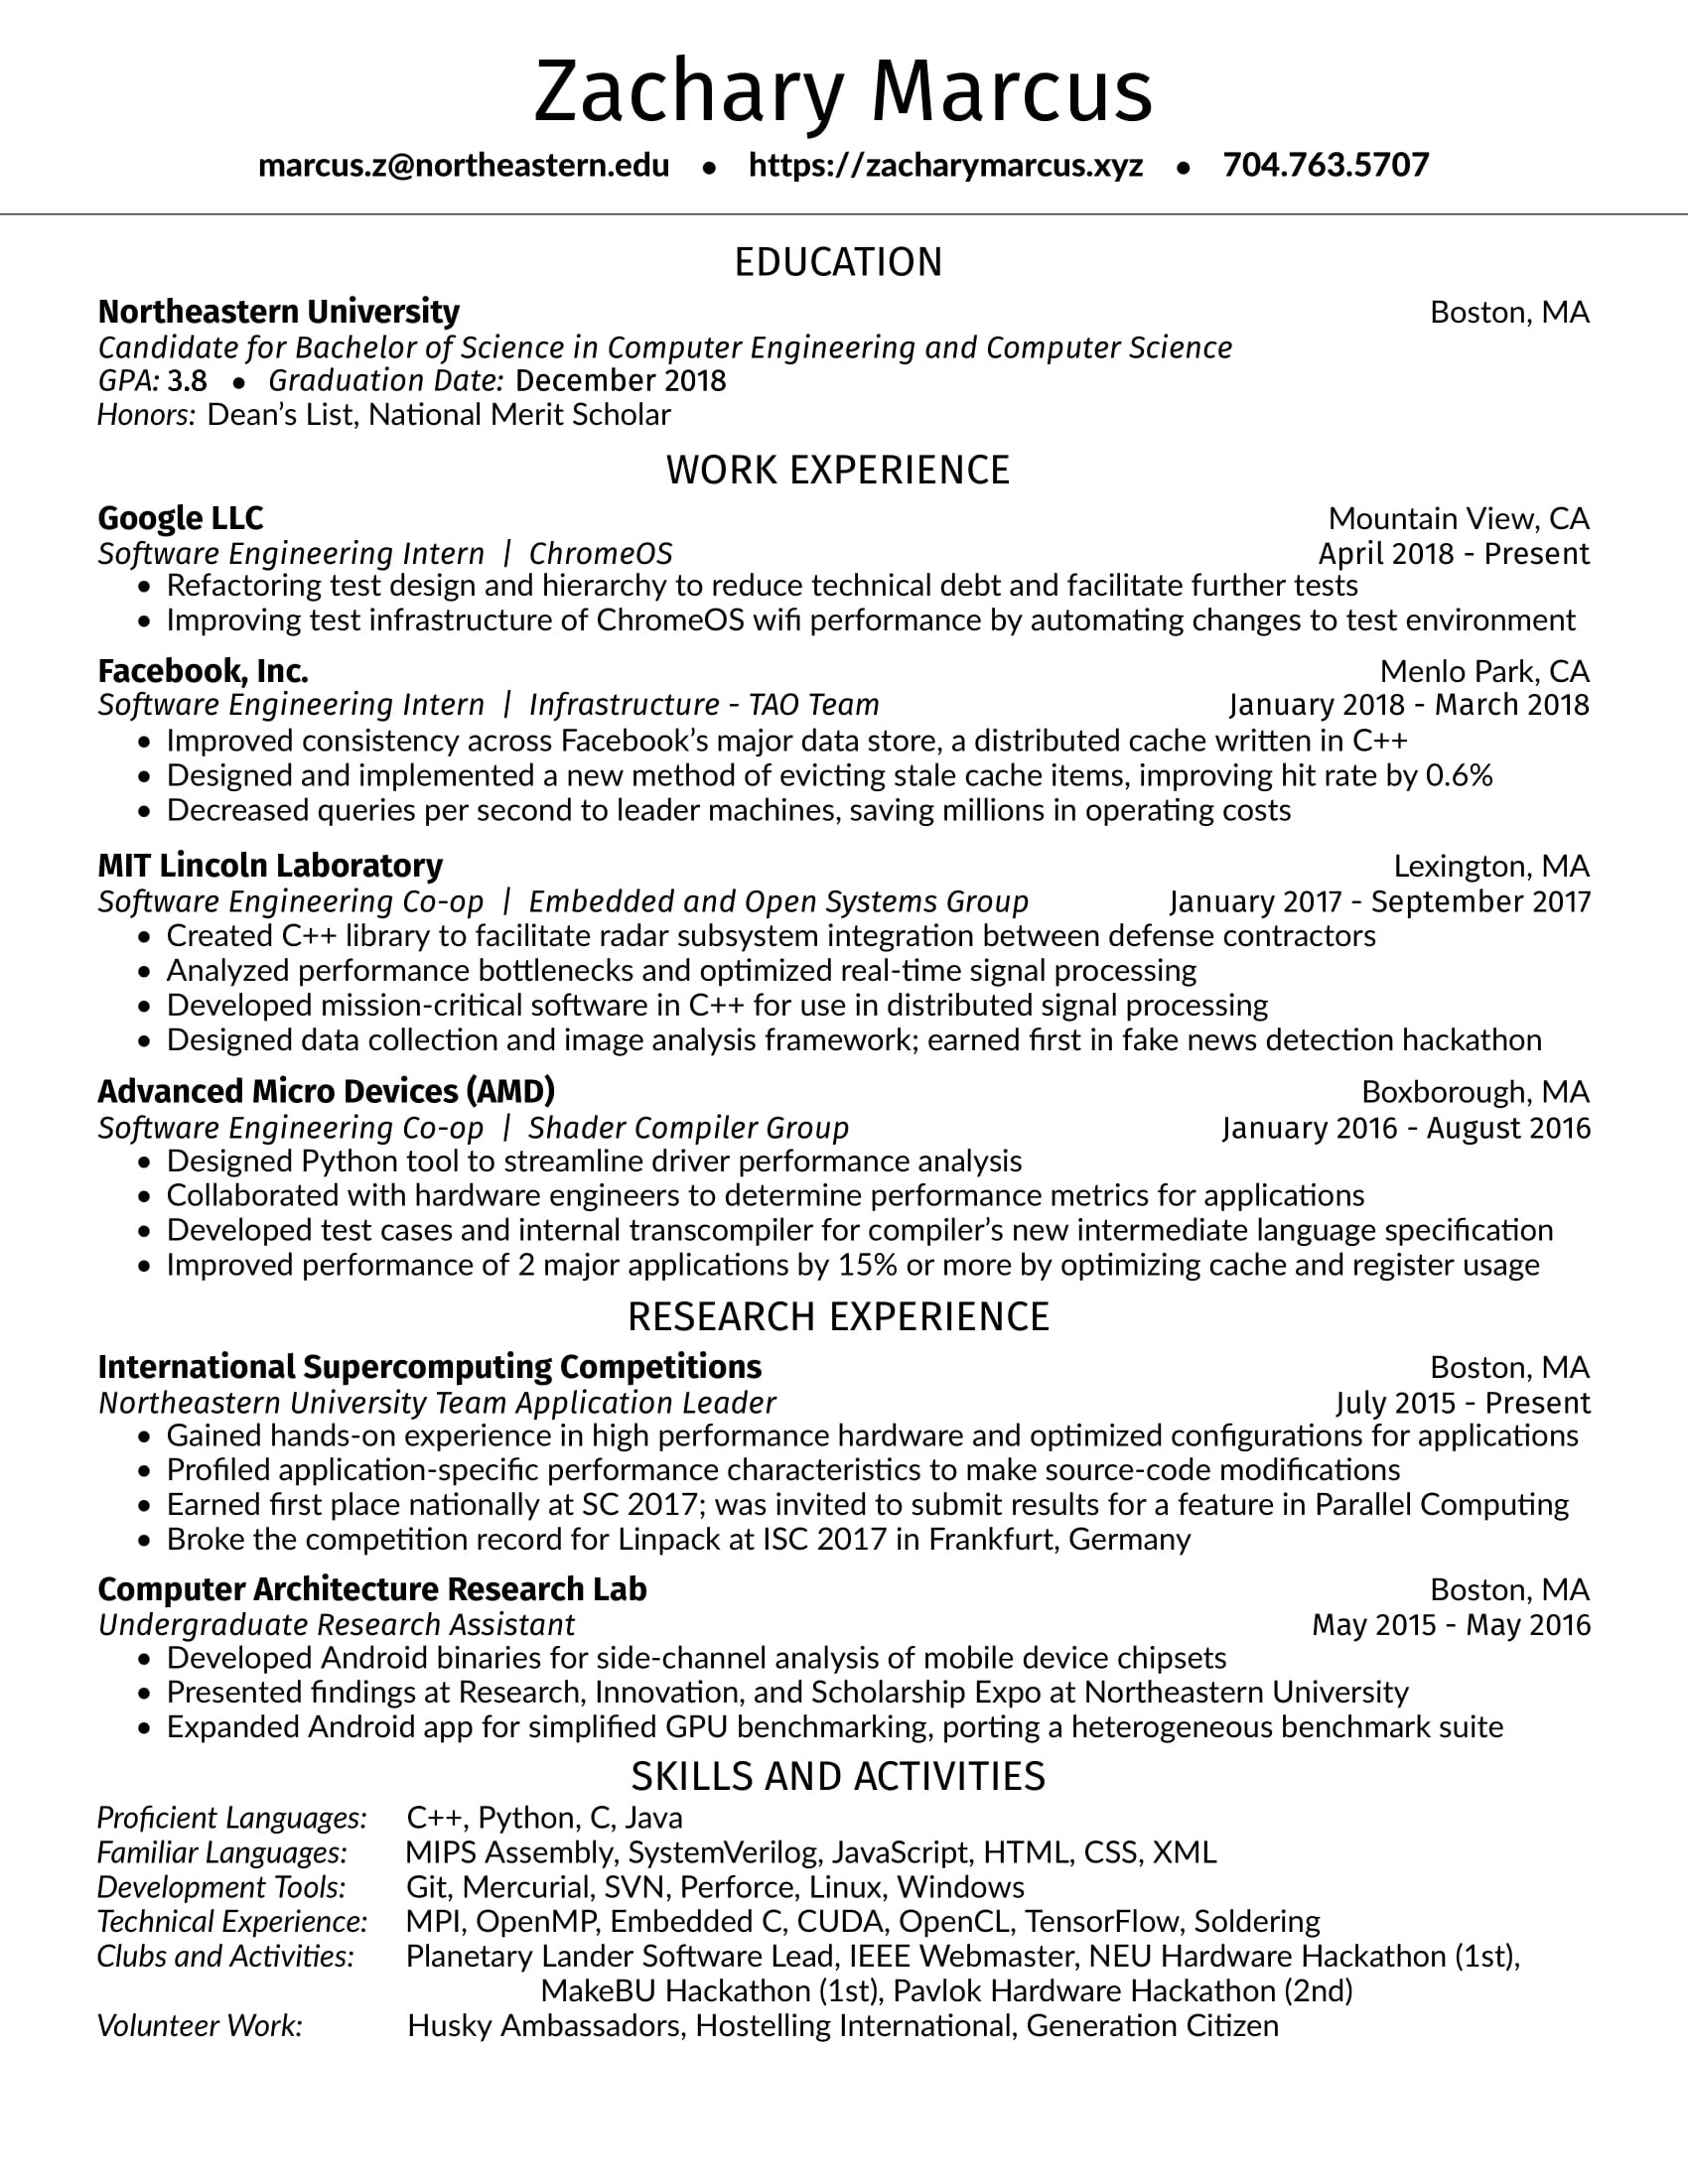 Zachary Marcus
marcus.z@northeastern.edu • https://zacharymarcus.xyz • 704.763.5707
EDUCATION
Northeastern University Boston, MA
Candidate for Bachelor of Science in Computer Engineering and Computer Science
GPA: 3.8 • Graduation Date: December 2018
Honors: Dean's List, National Merit Scholar
WORK EXPERIENCE
Google LLC Mountain View, CA
Software Engineering Intern | ChromeOS April 2018 - Present
• Refactoring test design and hierarchy to reduce technical debt and facilitate further tests
• Improving test infrastructure of ChromeOS wifi performance by automating changes to test environment
Facebook, Inc. Menlo Park, CA
Software Engineering Intern | Infrastructure - TAO Team January 2018 - March 2018
• Improved consistency across Facebook's major data store, a distributed cache written in C++
• Designed and implemented a new method of evicting stale cache items, improving hit rate by 0.6%
• Decreased queries per second to leader machines, saving millions in operating costs
MIT Lincoln Laboratory Lexington, MA
Software Engineering Co-op | Embedded and Open Systems Group January 2017 - September 2017
• Created C++ library to facilitate radar subsystem integration between defense contractors
• Analyzed performance bottlenecks and optimized real-time signal processing
• Developed mission-critical software in C++ for use in distributed signal processing
• Designed data collection and image analysis framework; earned first in fake news detection hackathon
Advanced Micro Devices (AMD) Boxborough, MA
Software Engineering Co-op | Shader Compiler Group January 2016 - August 2016
• Designed Python tool to streamline driver performance analysis
• Collaborated with hardware engineers to determine performance metrics for applications
• Developed test cases and internal transcompiler for compiler's new intermediate language specification
• Improved performance of 2 major applications by 15% or more by optimizing cache and register usage
RESEARCH EXPERIENCE
International Supercomputing Competitions Boston, MA
Northeastern University Team Application Leader July 2015 - Present
• Gained hands-on experience in high performance hardware and optimized configurations for applications
• Profiled application-specific performance characteristics to make source-code modifications
• Earned first place nationally at SC 2017; was invited to submit results for a feature in Parallel Computing
• Broke the competition record for Linpack at ISC 2017 in Frankfurt, Germany
Computer Architecture Research Lab Boston, MA
Undergraduate Research Assistant May 2015 - May 2016
• Developed Android binaries for side-channel analysis of mobile device chipsets
• Presented findings at Research, Innovation, and Scholarship Expo at Northeastern University
• Expanded Android app for simplified GPU benchmarking, porting a heterogeneous benchmark suite
SKILLS AND ACTIVITIES
Proficient Languages: C++, Python, C, Java
Familiar Languages: MIPS Assembly, SystemVerilog, JavaScript, HTML, CSS, XML
Development Tools: Git, Mercurial, SVN, Perforce, Linux, Windows
Technical Experience: MPI, OpenMP, Embedded C, CUDA, OpenCL, TensorFlow, Soldering
Clubs and Activities: Planetary Lander Software Lead, IEEE Webmaster, NEU Hardware Hackathon (1st),
MakeBU Hackathon (1st), Pavlok Hardware Hackathon (2nd)
Volunteer Work: Husky Ambassadors, Hostelling International, Generation Citizen